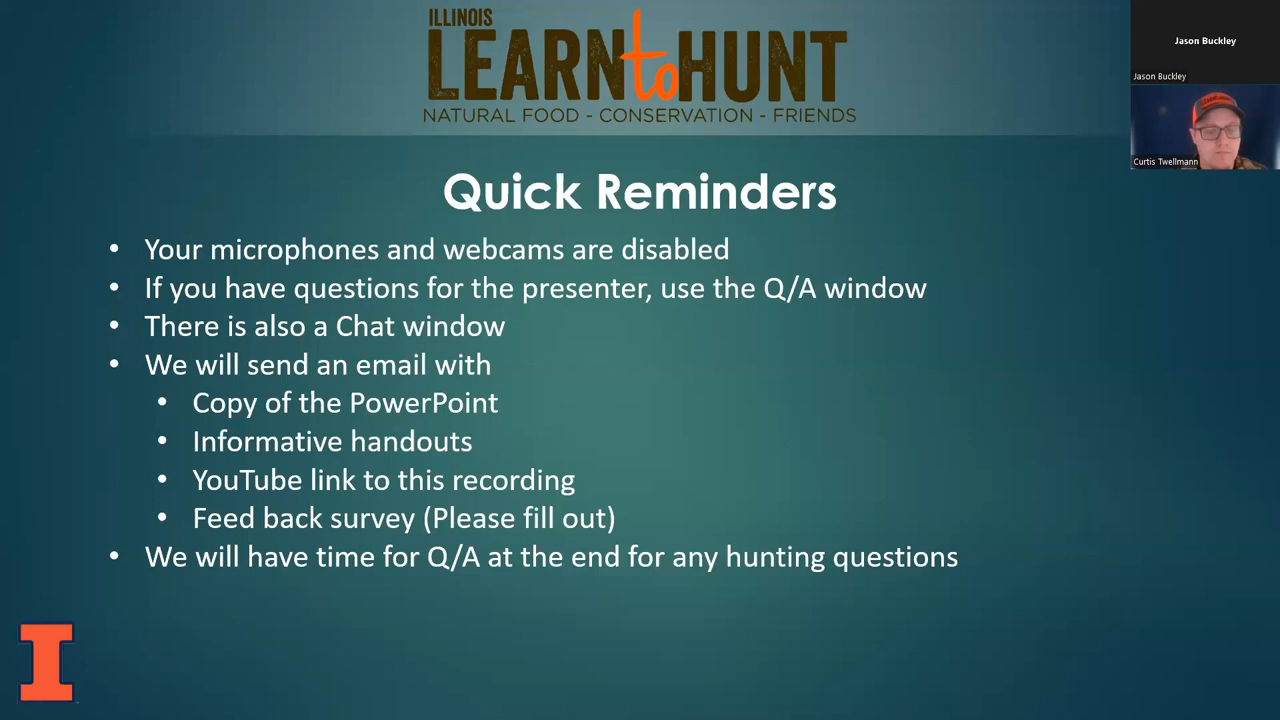 ILLINOIS
LEARN to HUNT
NATURAL FOOD - CONSERVATION - FRIENDS
Jason Buckley
Jason Buckley
Curtis Twellmann
Quick Reminders
• Your microphones and webcams are disabled
• If you have questions for the presenter, use the Q/A window
• There is also a Chat window
• We will send an email with
• Copy of the PowerPoint
• Informative handouts
• YouTube link to this recording
• Feed back survey (Please fill out)
• We will have time for Q/A at the end for any hunting questions
I